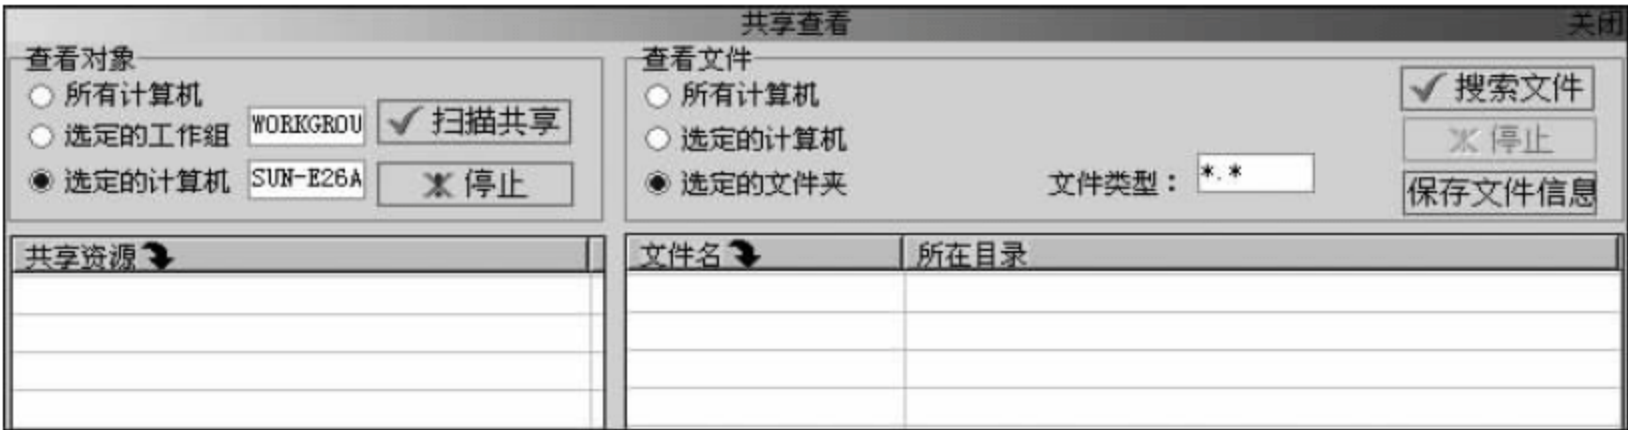 共享查看 关闭
查看对象
所有计算机
选定的工作组 WORKGROU 扫描共享
选定的计算机 SUN-E26A 停止
共享资源
查看文件
所有计算机 搜索文件
选定的计算机 停止
选定的文件夹 文件类型： *.* 保存文件信息
文件名 所在目录